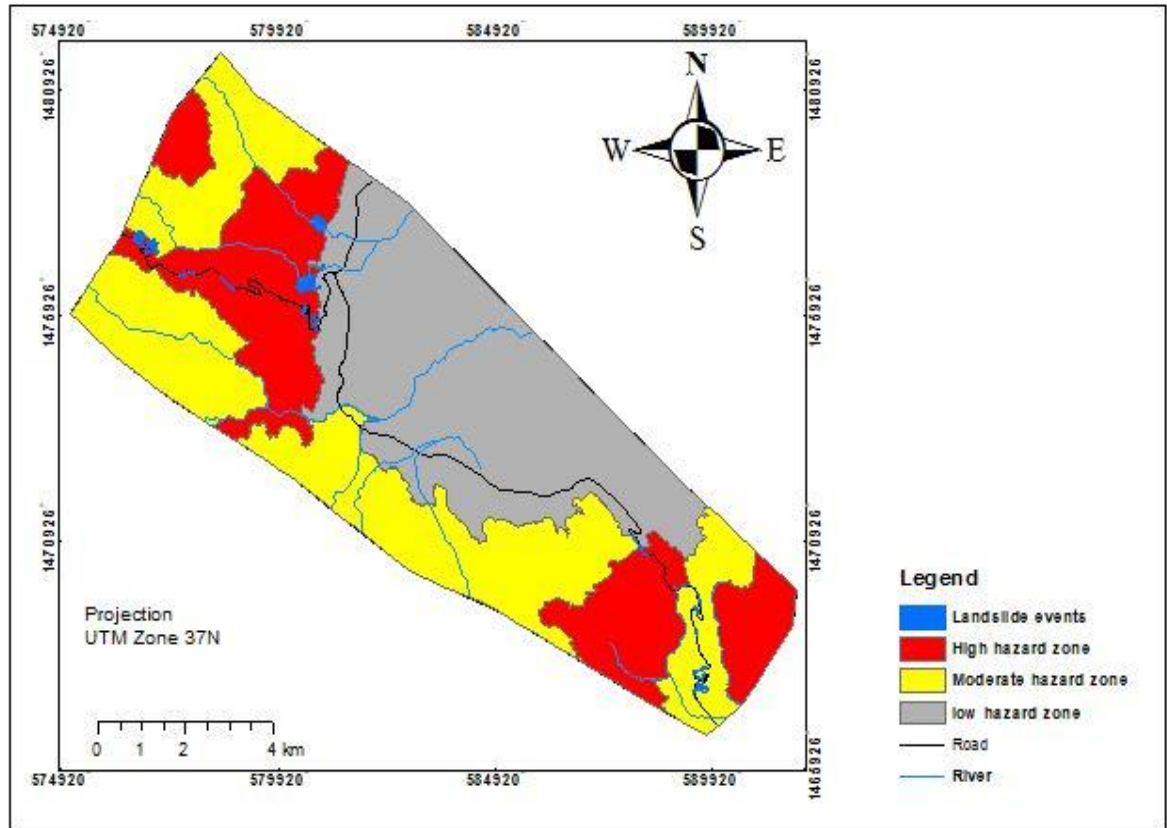 574920 579920 584920 589920
1480926 1480926
N
W E
S
1475926 1475926
1470926 1470926
Legend
Landslide events
High hazard zone
Moderate hazard zone
low hazard zone
Road
River
Projection
UTM Zone 37N
0 1 2 4 km
1465926
574920 579920 584920 589920